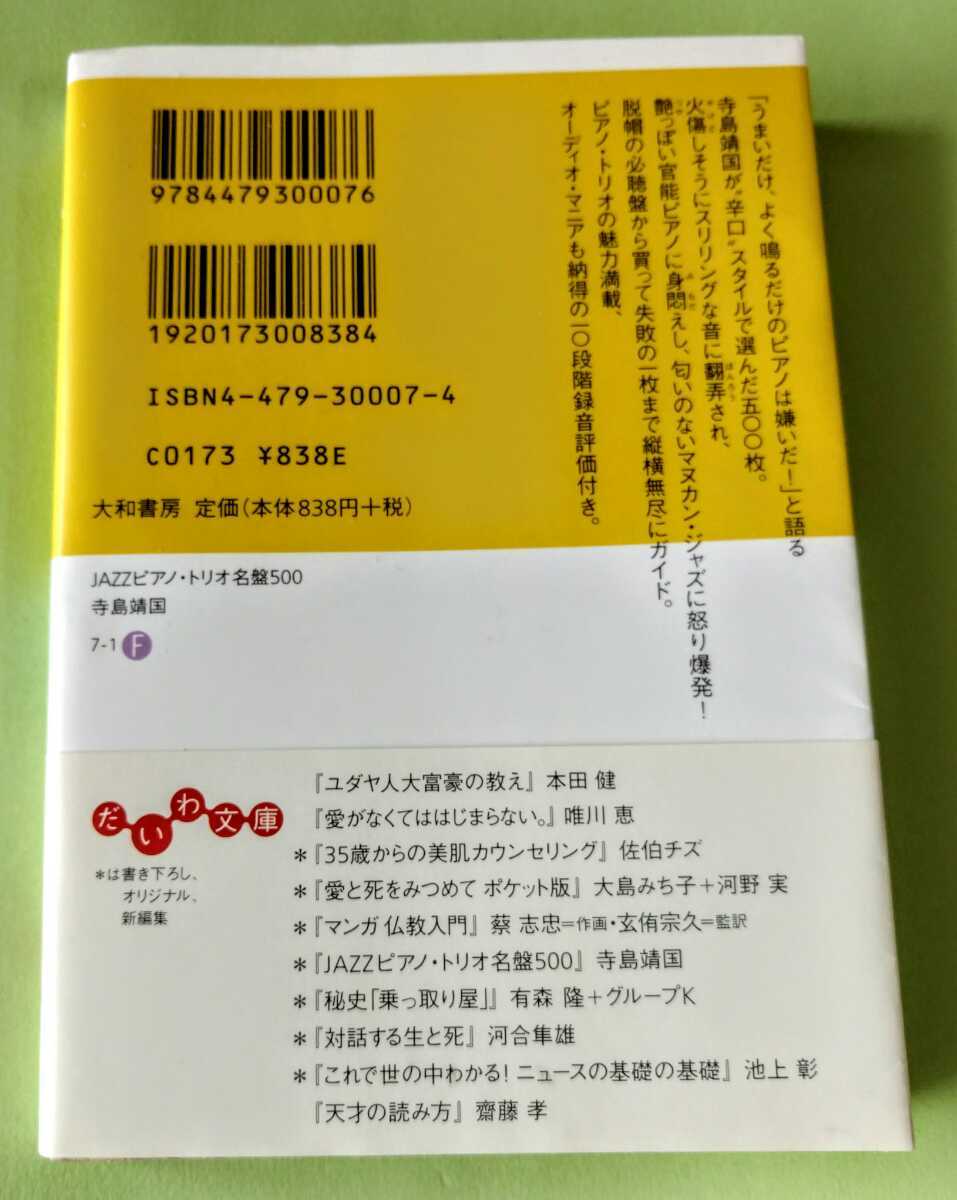 「うまいだけ、よく鳴るだけのピアノは嫌いだ！」と語る
寺島靖国が“辛口”スタイルで選んだ五〇〇枚。
火傷しそうにスリリングな音に翻弄され、
艶っぽい官能ピアノに身悶えし、匂いのないマヌカン・ジャズに怒り爆発！
脱帽の必聴盤から買って失敗の一枚まで縦横無尽にガイド。
ピアノ・トリオの魅力満載、
オーディオ・マニアも納得の一〇段階録音評価付き。
9784479300076
1920173008384
ISBN4-479-30007-4
C0173 ¥838E
大和書房 定価(本体838円+税)
JAZZピアノ・トリオ名盤500
寺島靖国
7-1 F
だいわ文庫
*は書き下ろし、
オリジナル、
新編集
『ユダヤ人大富豪の教え』 本田 健
『愛がなくてははじまらない。』 唯川 恵
*『35歳からの美肌カウンセリング』 佐伯チズ
*『愛と死をみつめて ポケット版』 大島みち子+河野 実
*『マンガ 仏教入門』 蔡 志忠=作画・玄侑宗久=監訳
*『JAZZピアノ・トリオ名盤500』 寺島靖国
*『秘史「乗っ取り屋」』 有森 隆+グループK
*『対話する生と死』 河合隼雄
*『これで世の中わかる! ニュースの基礎の基礎』 池上 彰
『天才の読み方』 齋藤 孝